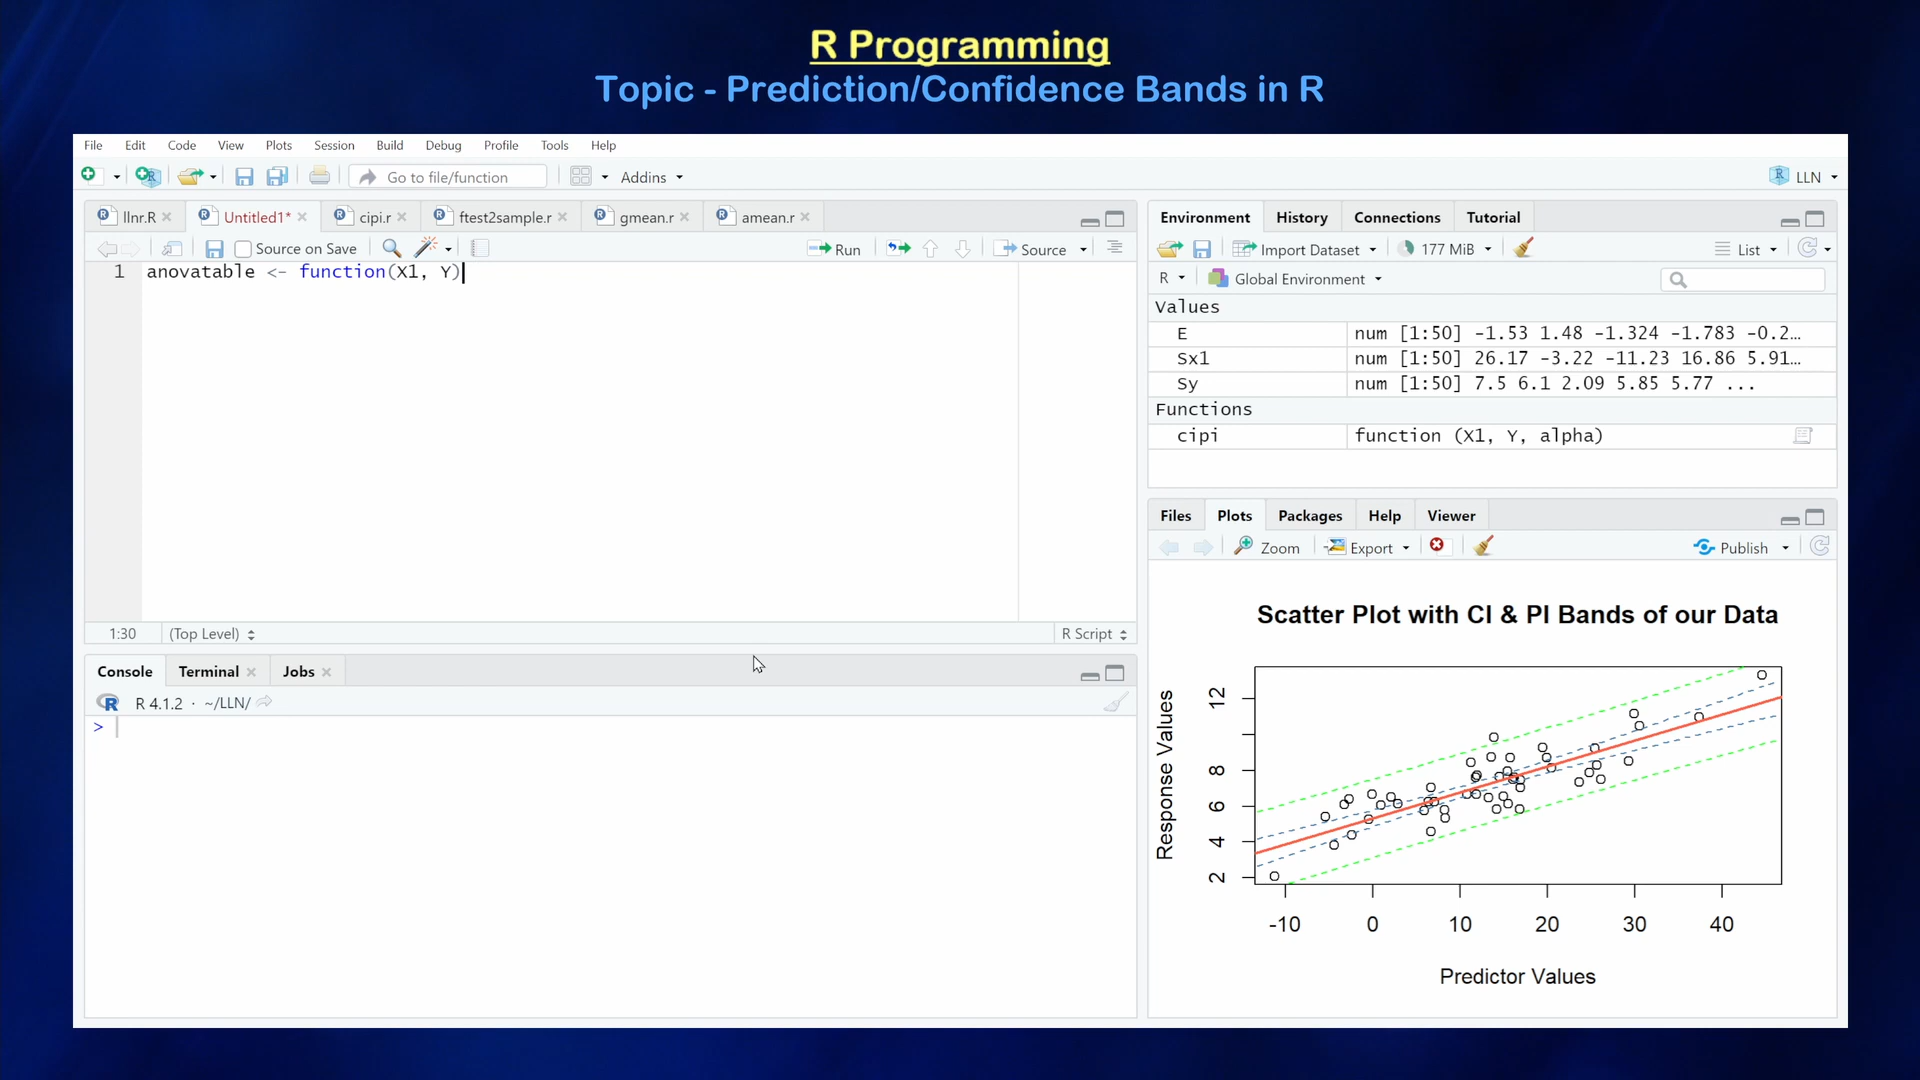 R Programming
Topic - Prediction/Confidence Bands in R
File Edit Code View Plots Session Build Debug Profile Tools Help
Go to file/function Addins LLN
llnr.R Untitled1* cipi.r ftest2sample.r gmean.r amean.r
Source on Save Run Source
1 anovatable <- function(X1, Y)
1:30 (Top Level) R Script
Console Terminal Jobs
R 4.1.2 · ~/LLN/
>
Environment History Connections Tutorial
Import Dataset 177 MiB List
R Global Environment
Values
E num [1:50] -1.53 1.48 -1.324 -1.783 -0.2...
Sx1 num [1:50] 26.17 -3.22 -11.23 16.86 5.91...
Sy num [1:50] 7.5 6.1 2.09 5.85 5.77 ...
Functions
cipi function (X1, Y, alpha)
Files Plots Packages Help Viewer
Zoom Export Publish
Scatter Plot with CI & PI Bands of our Data
Response Values
12
8
6
4
2
-10 0 10 20 30 40
Predictor Values